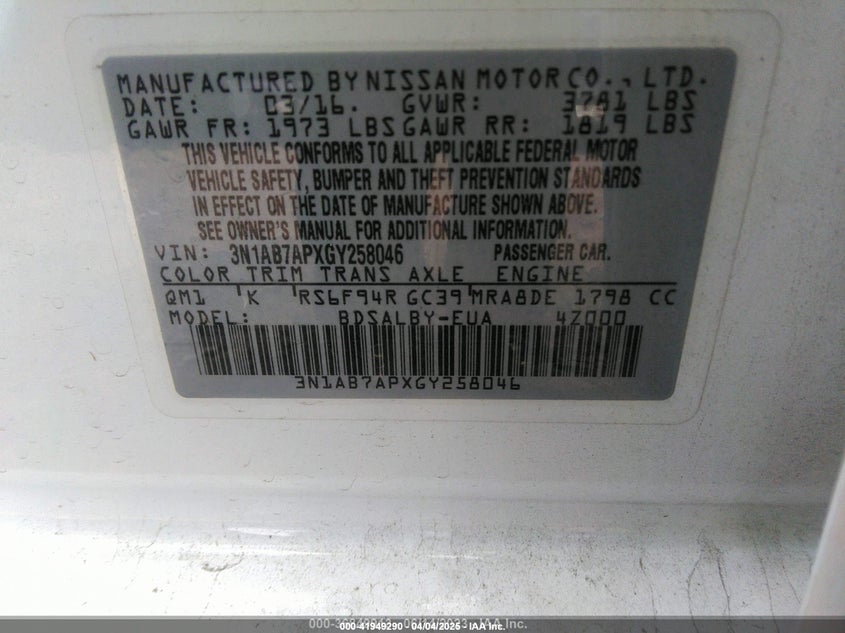 MANUFACTURED BY NISSAN MOTOR CO., LTD.
DATE: 03/16. GVWR: 3781 LBS
GAWR FR: 1973 LBS GAWR RR: 1819 LBS
THIS VEHICLE CONFORMS TO ALL APPLICABLE FEDERAL MOTOR
VEHICLE SAFETY, BUMPER AND THEFT PREVENTION STANDARDS
IN EFFECT ON THE DATE OF MANUFACTURE SHOWN ABOVE.
SEE OWNER'S MANUAL FOR ADDITIONAL INFORMATION.
VIN: 3N1AB7APXGY258046 PASSENGER CAR.
COLOR TRIM TRANS AXLE ENGINE
QM1 K RS6F94R GC39 MRA8DE 1798 CC
MODEL: BDSALBY-EUA 4Z000
3N1AB7APXGY258046
41949290 04/04/2025 IAA Inc.